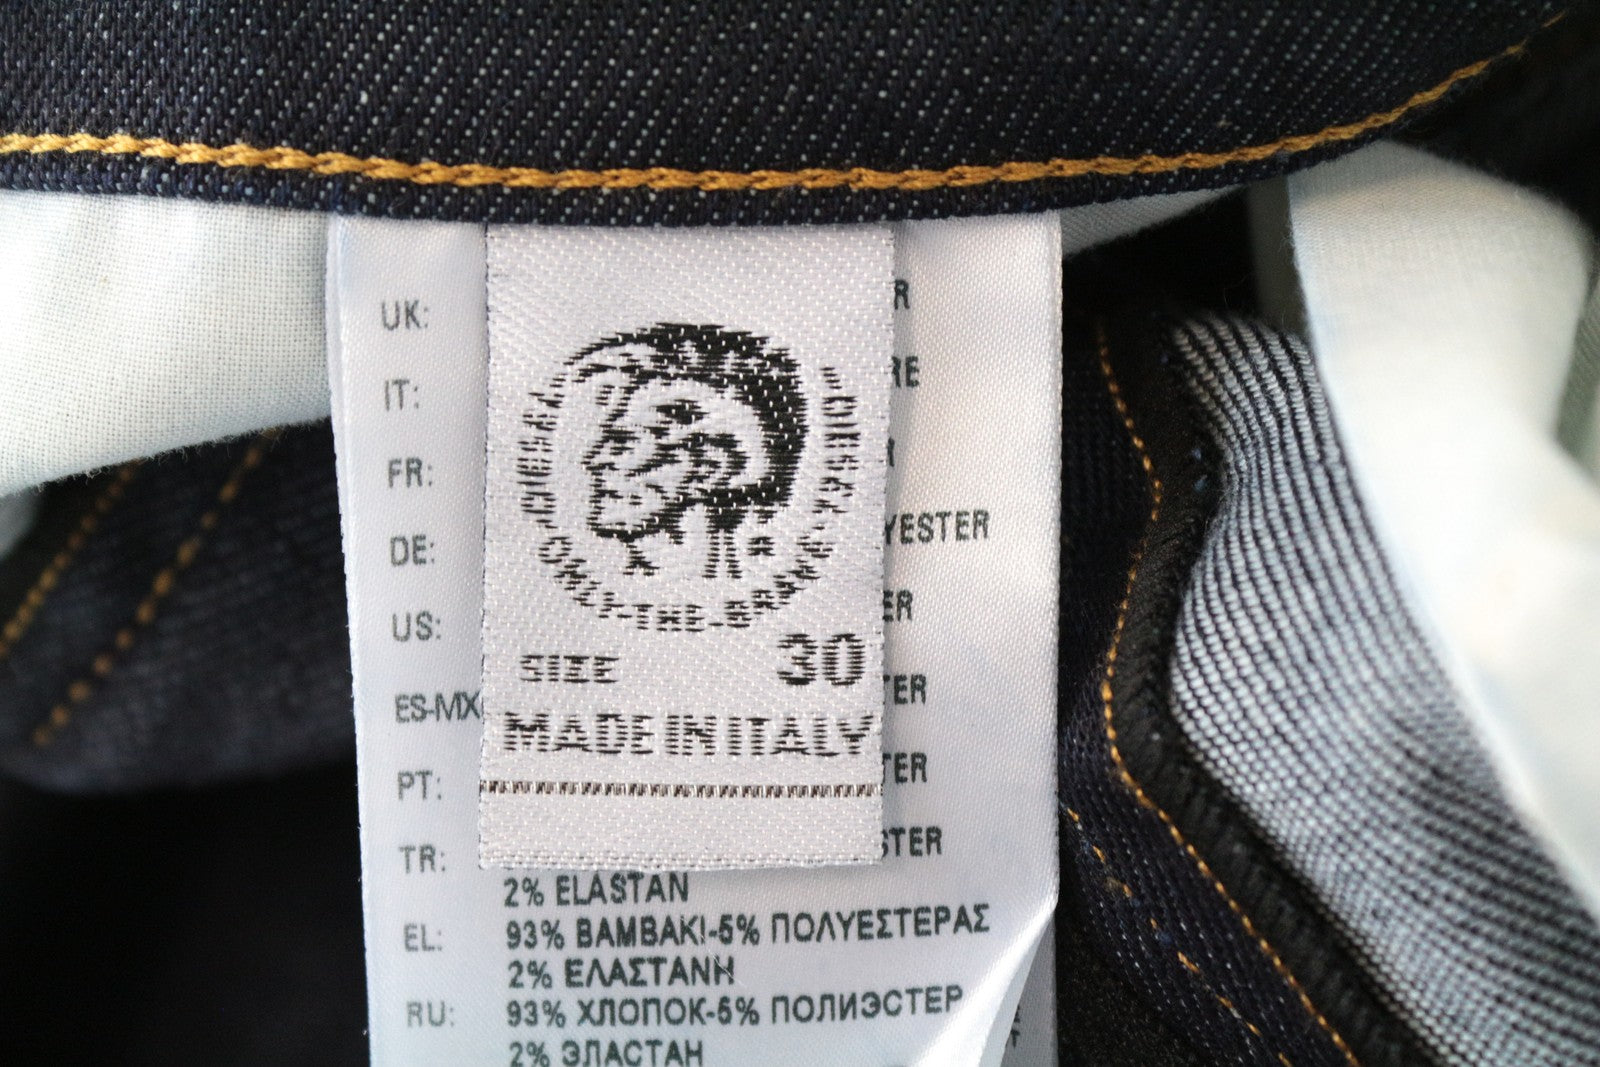 DIESEL · DIESEL
ONLY-THE-BRAVE
SIZE 30
MADE IN ITALY
UK:
IT:
FR:
DE:
US:
ES-MX
PT:
TR:
R
RE
R
YESTER
ER
TER
TER
STER
2% ELASTAN
EL: 93% ΒΑΜΒΑΚΙ-5% ΠΟΛΥΕΣΤΕΡΑΣ
2% ΕΛΑΣΤΑΝΗ
RU: 93% ХЛОПОК-5% ПОЛИЭСТЕР
2% ЭЛАСТАН